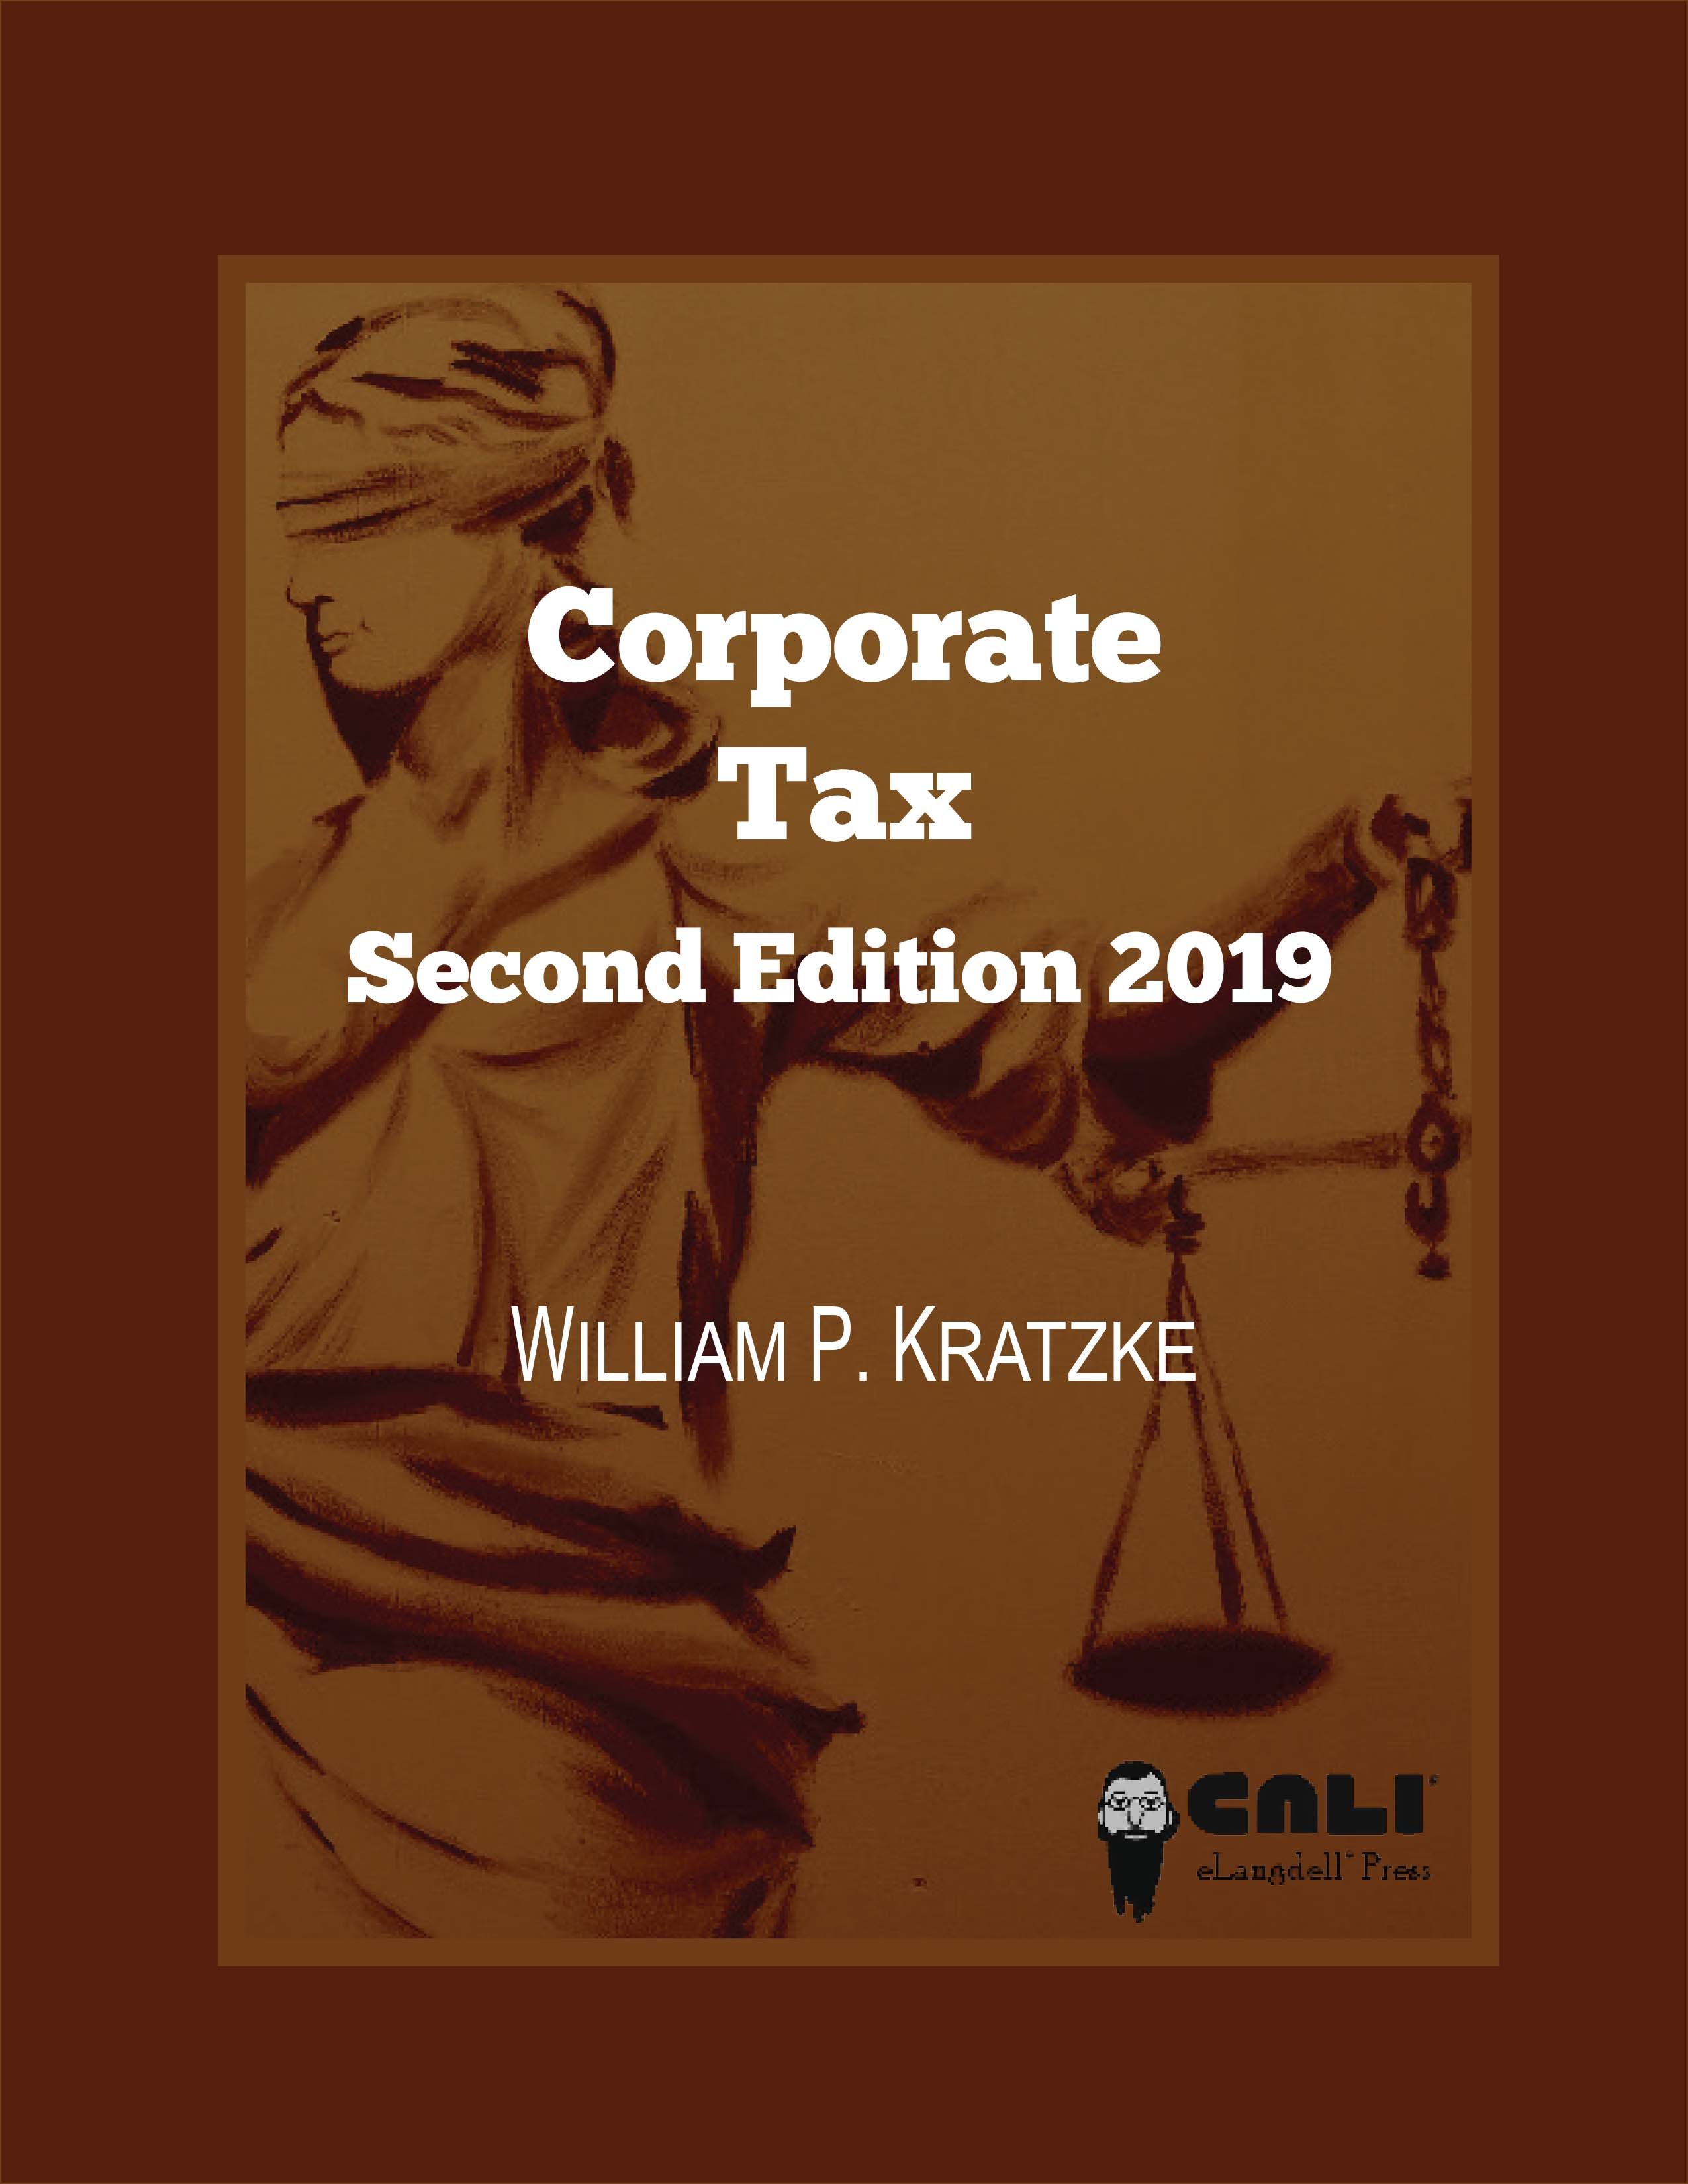 Corporate
Tax
Second Edition 2019
WILLIAM P. KRATZKE
CALI®
eLangdell® Press